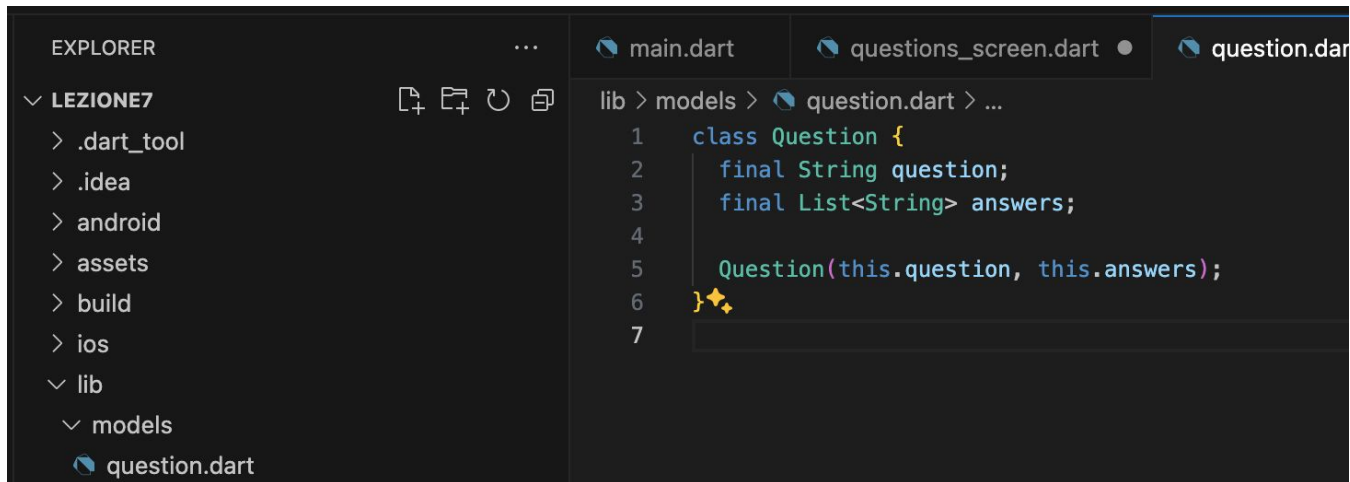 EXPLORER
LEZIONE7
.dart_tool
.idea
android
assets
build
ios
lib
models
question.dart
main.dart
questions_screen.dart
question.dar
lib > models > question.dart > ...
1 class Question {
2 final String question;
3 final List<String> answers;
4
5 Question(this.question, this.answers);
6 }
7